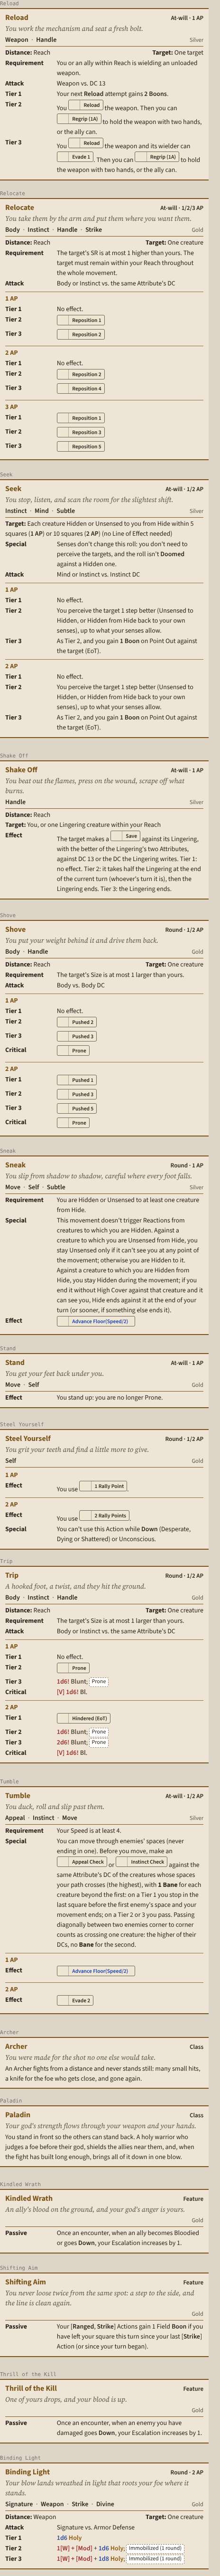 Reload
Reload At-will · 1 AP
You work the mechanism and seat a fresh bolt.
Weapon · Handle Silver
Distance: Reach Target: One target
Requirement You or an ally within Reach is wielding an unloaded
weapon.
Attack Weapon vs. DC 13
Tier 1 Your next Reload attempt gains 2 Boons.
Tier 2 You Reload the weapon. Then you can
Regrip (1A) to hold the weapon with two hands,
or the ally can.
Tier 3 You Reload the weapon and its wielder can
Evade 1 Then you can Regrip (1A) to hold
the weapon with two hands, or the ally can.
Relocate
Relocate At-will · 1/2/3 AP
You take them by the arm and put them where you want them.
Body · Instinct · Handle · Strike Gold
Distance: Reach Target: One creature
Requirement The target's SR is at most 1 higher than yours. The
target must remain within your Reach throughout
the whole movement.
Attack Body or Instinct vs. the same Attribute's DC
1 AP
Tier 1 No effect.
Tier 2 Reposition 1
Tier 3 Reposition 2
2 AP
Tier 1 No effect.
Tier 2 Reposition 2
Tier 3 Reposition 4
3 AP
Tier 1 Reposition 1
Tier 2 Reposition 3
Tier 3 Reposition 5
Seek
Seek At-will · 1/2 AP
You stop, listen, and scan the room for the slightest shift.
Instinct · Mind · Subtle Silver
Target: Each creature Hidden or Unsensed to you from Hide within 5
squares (1 AP) or 10 squares (2 AP) (no Line of Effect needed)
Special Senses don't change this roll: you don't need to
perceive the targets, and the roll isn't Doomed
against a Hidden one.
Attack Mind or Instinct vs. Instinct DC
1 AP
Tier 1 No effect.
Tier 2 You perceive the target 1 step better (Unsensed to
Hidden, or Hidden from Hide back to your own
senses), up to what your senses allow.
Tier 3 As Tier 2, and you gain 1 Boon on Point Out against
the target (EoT).
2 AP
Tier 1 You perceive the target 1 step better (Unsensed to
Hidden, or Hidden from Hide back to your own
senses), up to what your senses allow.
Tier 3 As Tier 2, and you gain 1 Boon on Point Out against
the target (EoT).
Shake Off
Shake Off At-will · 1 AP
You beat out the flames, press on the wound, scrape off what
burns.
Handle
Distance: Reach
Target: You, or one Lingering creature within your Reach
Effect The target makes a Save against its Lingering,
with the better of the Lingering's two Attributes,
against DC 13 or the DC the Lingering writes. Tier 1:
no effect. Tier 2: it takes half the Lingering at the end
of the current turn (whoever's turn it is), then the
Lingering ends. Tier 3: the Lingering ends.
Shove
Shove Round · 1/2 AP
You put your weight behind it and drive them back.
Body · Handle Gold
Distance: Reach Target: One creature
Requirement The target's Size is at most 1 larger than yours.
Attack Body vs. Body DC
1 AP
Tier 1 No effect.
Tier 2 Pushed 2
Tier 3 Pushed 3
Critical Prone
2 AP
Tier 1 Pushed 1
Tier 2 Pushed 3
Tier 3 Pushed 5
Critical Prone
Sneak
Sneak Round · 1 AP
You slip from shadow to shadow, careful where every foot falls.
Move · Self · Subtle Silver
Requirement You are Hidden or Unsensed to at least one creature
from Hide.
Special This movement doesn't trigger Reactions from
creatures you are Hidden to. Against a
creature to which you are Unsensed from Hide, you
stay Unsensed only if it can't see you at any point of
the movement; otherwise you are Hidden to it.
Against a creature to which you are Hidden from
Hide, you stay Hidden during the movement; if you
end it without High Cover against that creature and it
can see you, Hide ends against it at the end of your
turn (or sooner, if something else ends it).
Effect Advance Floor(Speed/2)
Stand
Stand At-will · 1 AP
You get your feet back under you.
Move · Self Gold
Effect You stand up: you are no longer Prone.
Steel Yourself
Steel Yourself Round · 1/2 AP
You grit your teeth and find a little more to give.
Self Gold
1 AP
Effect You use 1 Rally Point.
2 AP
Effect You use 2 Rally Points.
Special You can't use this Action while Down (Desperate,
Dying or Shattered) or Unconscious.
Trip
Trip Round · 1/2 AP
A hooked foot, a twist, and they hit the ground.
Body · Instinct · Handle Gold
Distance: Reach Target: One creature
Requirement The target's Size is at most 1 larger than yours.
Attack Body or Instinct vs. the same Attribute's DC
1 AP
Tier 1 No effect.
Tier 2 Prone
Tier 3 1d6! Blunt; Prone
Critical [V] 1d6! Bl.
2 AP
Tier 1 Hindered (EoT)
Tier 2 1d6! Blunt; Prone
Tier 3 2d6! Blunt; Prone
Critical [V] 1d6! Bl.
Tumble
Tumble At-will · 1/2 AP
You duck, roll and slip past them.
Appeal · Instinct · Move Silver
Requirement Your Speed is at least 4.
Special You can move through enemies' spaces (never
ending in one). Before you move, make an
Appeal Check or Instinct Check against the
same Attribute's DC of the creatures whose spaces
your path crosses (the highest), with 1 Bane for each
creature beyond the first: on a Tier 1 you stop in the
last square before the first enemy's space and your
movement ends; on a Tier 2 or 3 you pass. Passing
diagonally between two enemies corner to corner
counts as crossing one creature: the higher of their
DCs, no Bane for the second.
1 AP
Effect Advance Floor(Speed/2)
2 AP
Effect Evade 2
Archer
Archer Class
You were made for the shot no one else would take.
An Archer fights from a distance and never stands still: many small hits,
a knife for the foe who gets close, and gone again.
Paladin
Paladin Class
Your god's strength flows through your weapon and your hands.
You stand in front so the others can stand back. A holy warrior who
judges a foe before their god, shields the allies near them, and, when
the fight has built long enough, brings all of it down in one blow.
Kindled Wrath
Kindled Wrath Feature
An ally's blood on the ground, and your god's anger is yours.
Gold
Passive Once an encounter, when an ally becomes Bloodied
or goes Down, your Escalation increases by 1.
Shifting Aim
Shifting Aim Feature
You never loose twice from the same spot: a step to the side, and
the line is clean again.
Gold
Passive Your [Ranged, Strike] Actions gain 1 Field Boon if you
have left your square this turn since your last [Strike]
Action (or since your turn began).
Thrill of the Kill
Thrill of the Kill Feature
One of yours drops, and your blood is up.
Gold
Passive Once an encounter, when an enemy you have
damaged goes Down, your Escalation increases by 1.
Binding Light
Binding Light Round · 2 AP
Your blow lands wreathed in light that roots your foe where it
stands.
Signature · Weapon · Strike · Divine Gold
Distance: Weapon Target: One creature
Attack Signature vs. Armor Defense
Tier 1 1d6 Holy
Tier 2 1[W] + [Mod] + 1d6 Holy; Immobilized (1 round)
Tier 3 1[W] + [Mod] + 1d8 Holy; Immobilized (1 round)